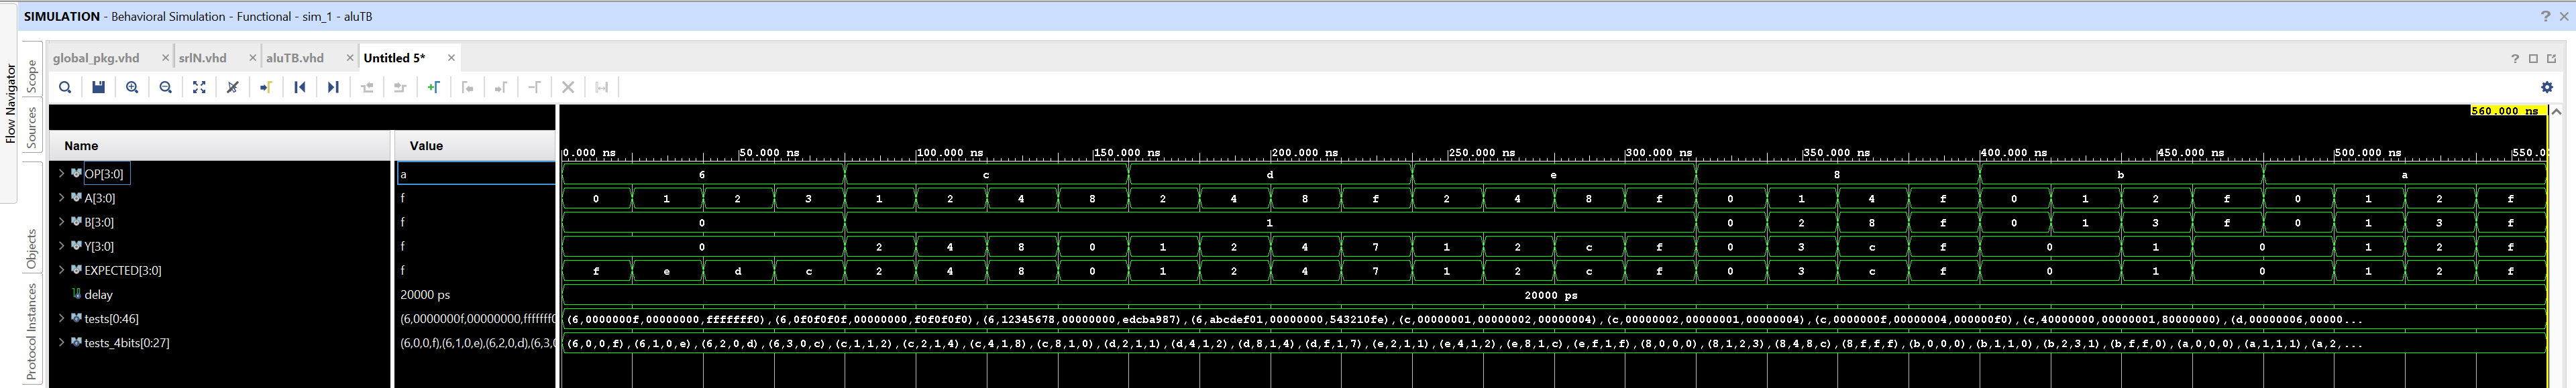 SIMULATION - Behavioral Simulation - Functional - sim_1 - aluTB ? ×
Flow Navigator
Scope
Sources
Objects
Protocol Instances
global_pkg.vhd × srlN.vhd × aluTB.vhd × Untitled 5* × ?
560.000 ns
Name Value 0.000 ns 50.000 ns 100.000 ns 150.000 ns 200.000 ns 250.000 ns 300.000 ns 350.000 ns 400.000 ns 450.000 ns 500.000 ns 550.0
OP[3:0] a 6 c d e 8 b a
A[3:0] f 0 1 2 3 1 2 4 8 2 4 8 f 2 4 8 f 0 1 4 f 0 1 2 f 0 1 2 f
B[3:0] f 0 1 0 2 8 f 0 1 3 f 0 1 3 f
Y[3:0] f 0 2 4 8 0 1 2 4 7 1 2 c f 0 3 c f 0 1 0 1 2 f
EXPECTED[3:0] f f e d c 2 4 8 0 1 2 4 7 1 2 c f 0 3 c f 0 1 0 1 2 f
delay 20000 ps 20000 ps
tests[0:46] (6,0000000f,00000000,fffffff0 (6,0000000f,00000000,fffffff0),(6,0f0f0f0f,00000000,f0f0f0f0),(6,12345678,00000000,edcba987),(6,abcdef01,00000000,543210fe),(c,00000001,00000002,00000004),(c,00000002,00000001,00000004),(c,0000000f,00000004,000000f0),(c,40000000,00000001,80000000),(d,00000006,00000...
tests_4bits[0:27] (6,0,0,f),(6,1,0,e),(6,2,0,d),(6,3,0 (6,0,0,f),(6,1,0,e),(6,2,0,d),(6,3,0,c),(c,1,1,2),(c,2,1,4),(c,4,1,8),(c,8,1,0),(d,2,1,1),(d,4,1,2),(d,8,1,4),(d,f,1,7),(e,2,1,1),(e,4,1,2),(e,8,1,c),(e,f,1,f),(8,0,0,0),(8,1,2,3),(8,4,8,c),(8,f,f,f),(b,0,0,0),(b,1,1,0),(b,2,3,1),(b,f,f,0),(a,0,0,0),(a,1,1,1),(a,2,...